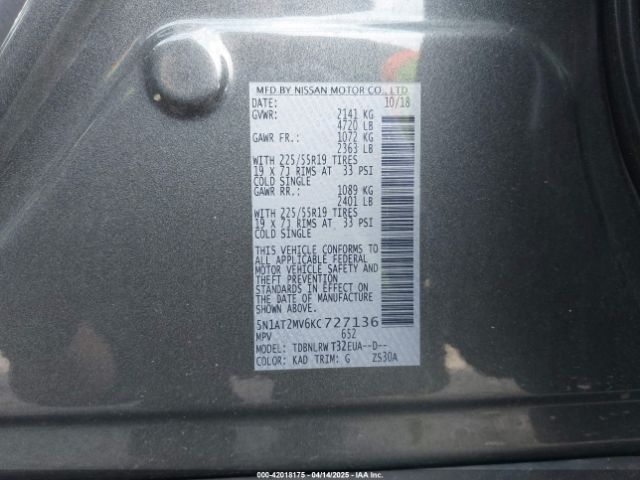 MFD BY NISSAN MOTOR CO., LTD
DATE: 10/18
GVWR: 2141 KG
4720 LB
GAWR FR.: 1072 KG
2363 LB
WITH 225/55R19 TIRES
19 X 7J RIMS AT 33 PSI
COLD SINGLE
GAWR RR.: 1089 KG
2401 LB
WITH 225/55R19 TIRES
19 X 7J RIMS AT 33 PSI
COLD SINGLE
THIS VEHICLE CONFORMS TO
ALL APPLICABLE FEDERAL
MOTOR VEHICLE SAFETY AND
THEFT PREVENTION
STANDARDS IN EFFECT ON
THE DATE OF MANUFACTURE
SHOWN ABOVE.
5N1AT2MV6KC727136
MPV 652
MODEL: TDBNLRW T32EUA--D--
COLOR: KAD TRIM: G ZS30A
000-42018175 - 04/14/2025 - IAAI, Inc.